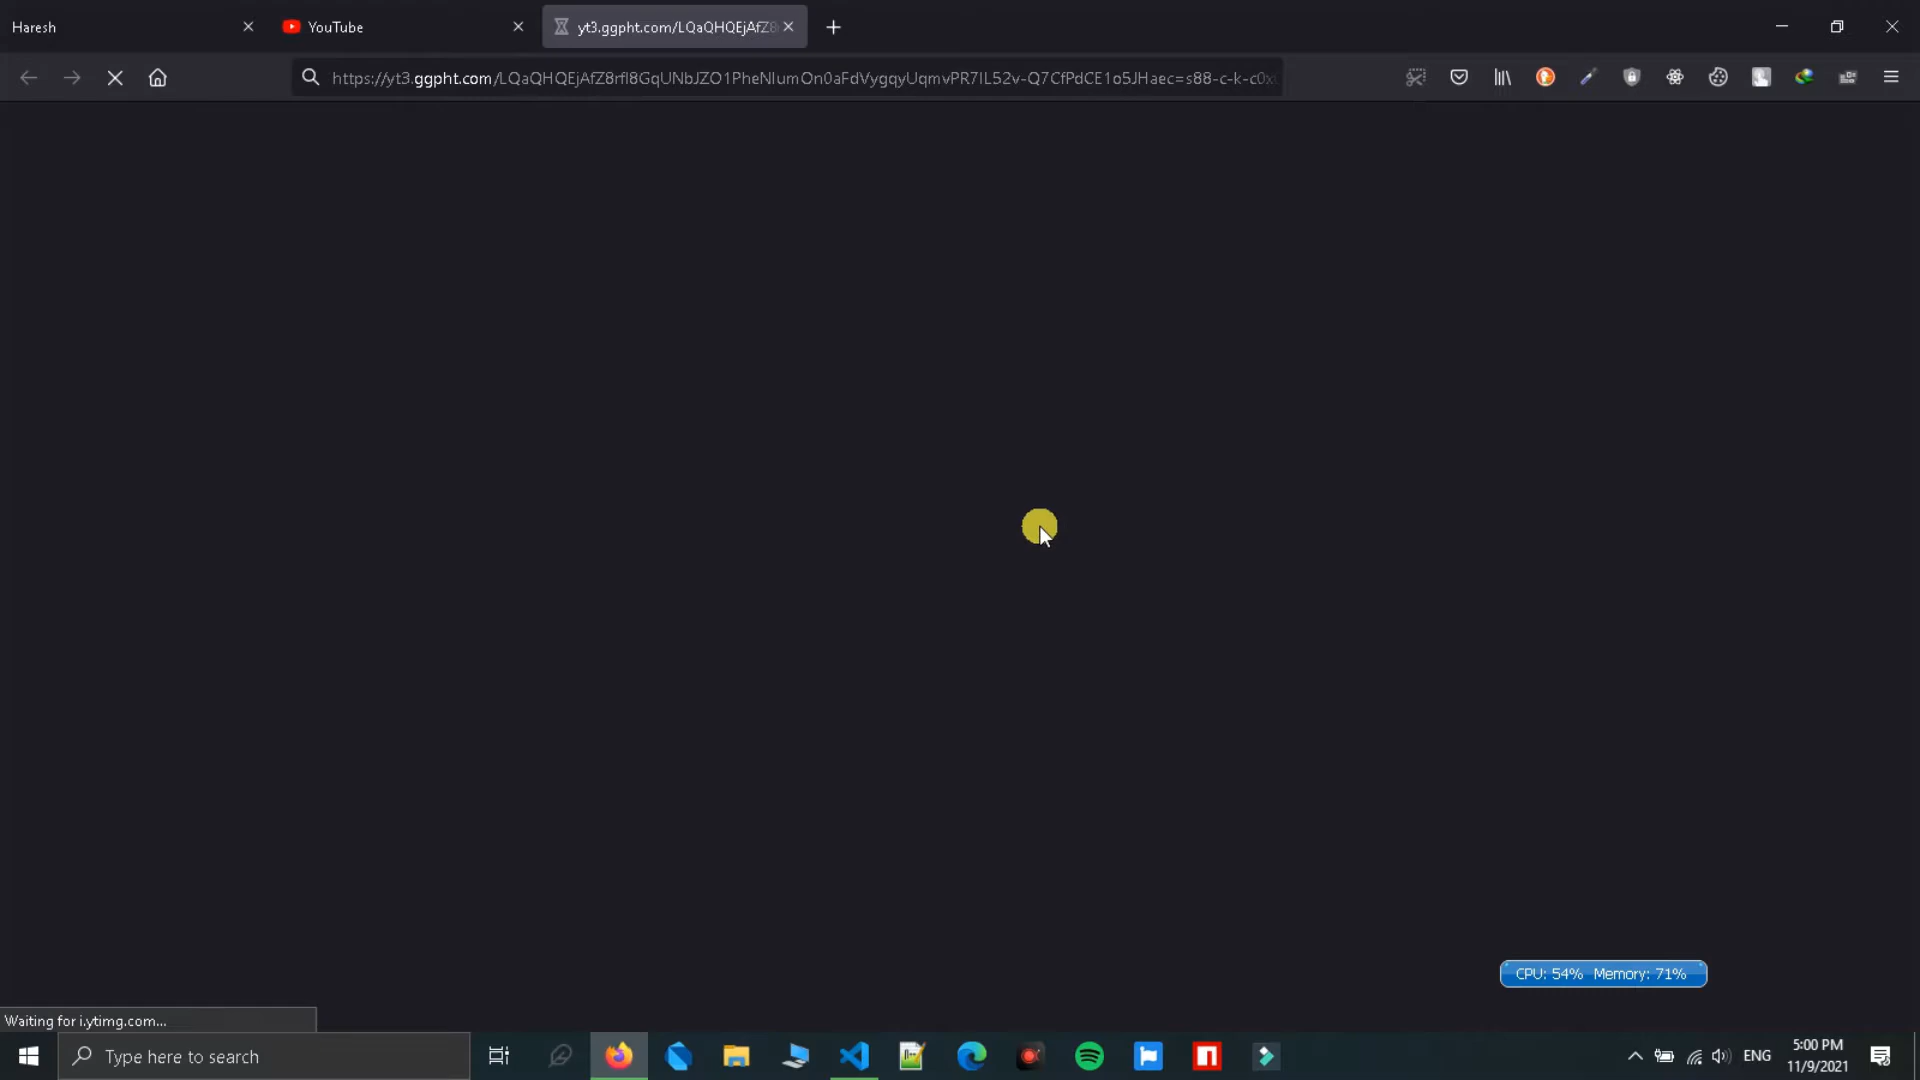 Haresh
YouTube
yt3.ggpht.com/LQaQHQEjAfZ8
https://yt3.ggpht.com/LQaQHQEjAfZ8rfI8GqUNbJZO1PheNIumOn0aFdVygqyUqmvPR7IL52v-Q7CfPdCE1o5JHaec=s88-c-k-c0x
CPU: 54% Memory: 71%
Waiting for i.ytimg.com...
Type here to search
ENG
5:00 PM
11/9/2021